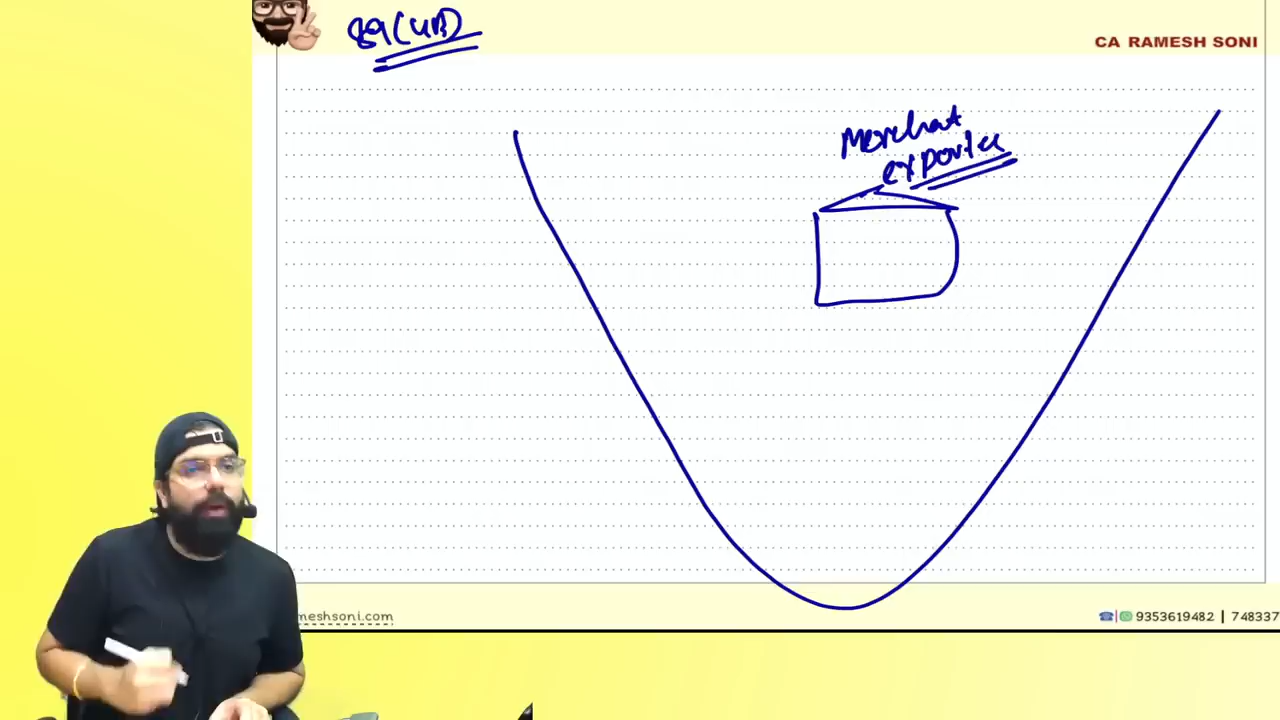 89(4B)
CA RAMESH SONI
Merchant
exporter
meshsoni.com
9353619482 | 748337